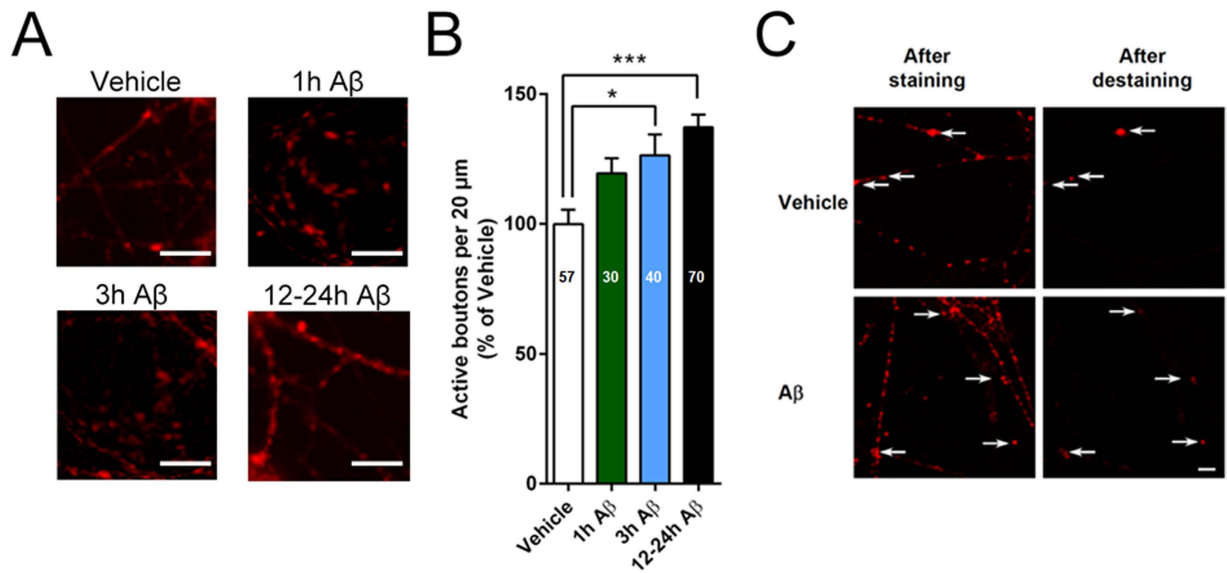 A
Vehicle
1h Aβ
3h Aβ
12-24h Aβ
B
Active boutons per 20 μm
(% of Vehicle)
150
100
50
0
***
*
57
30
40
70
Vehicle
1h Aβ
3h Aβ
12-24h Aβ
C
After
staining
After
destaining
Vehicle
Aβ